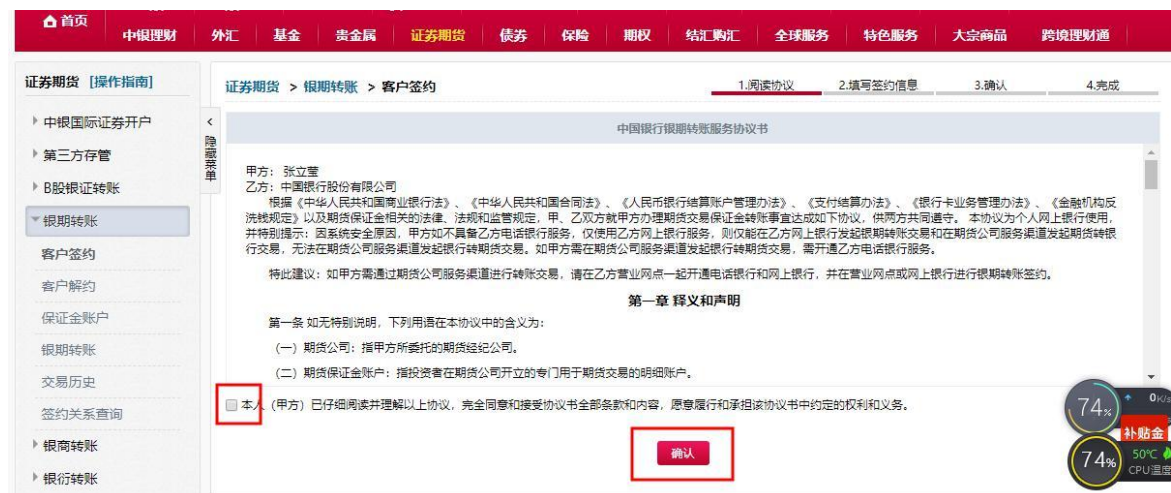 首页
中银理财 外汇 基金 贵金属 证券期货 债券 保险 期权 结汇购汇 全球服务 特色服务 大宗商品 跨境理财通
证券期货 [操作指南]
证券期货 > 银期转账 > 客户签约
1.阅读协议 2.填写签约信息 3.确认 4.完成
中银国际证券开户
第三方存管
B股银证转账
银期转账
客户签约
客户解约
保证金账户
银期转账
交易历史
签约关系查询
银商转账
银衍转账
<
隐藏菜单
中国银行银期转账服务协议书
甲方： 张立莹
乙方：中国银行股份有限公司
根据《中华人民共和国商业银行法》、《中华人民共和国合同法》、《人民币银行结算账户管理办法》、《支付结算办法》、《银行卡业务管理办法》、《金融机构反
洗钱规定》以及期货保证金相关的法律、法规和监管规定，甲、乙双方就甲方办理期货交易保证金转账事宜达成如下协议，供两方共同遵守。 本协议为个人网上银行使用，
并特别提示：因系统安全原因，甲方如不具备乙方电话银行服务，仅使用乙方网上银行服务，则仅能在乙方网上银行发起银期转账交易和在期货公司服务渠道发起期货转银
行交易，无法在期货公司服务渠道发起银行转期货交易。如甲方需在期货公司服务渠道发起银行转期货交易，需开通乙方电话银行服务。
特此建议：如甲方需通过期货公司服务渠道进行转账交易，请在乙方营业网点一起开通电话银行和网上银行，并在营业网点或网上银行进行银期转账签约。
第一章 释义和声明
第一条 如无特别说明，下列用语在本协议中的含义为：
（一）期货公司：指甲方所委托的期货经纪公司。
（二）期货保证金账户：指投资者在期货公司开立的专门用于期货交易的明细账户。
本人（甲方）已仔细阅读并理解以上协议，完全同意和接受协议书全部条款和内容，愿意履行和承担该协议书中约定的权利和义务。
确认
74%
0K/s
补贴金
74%
50℃
CPU温度